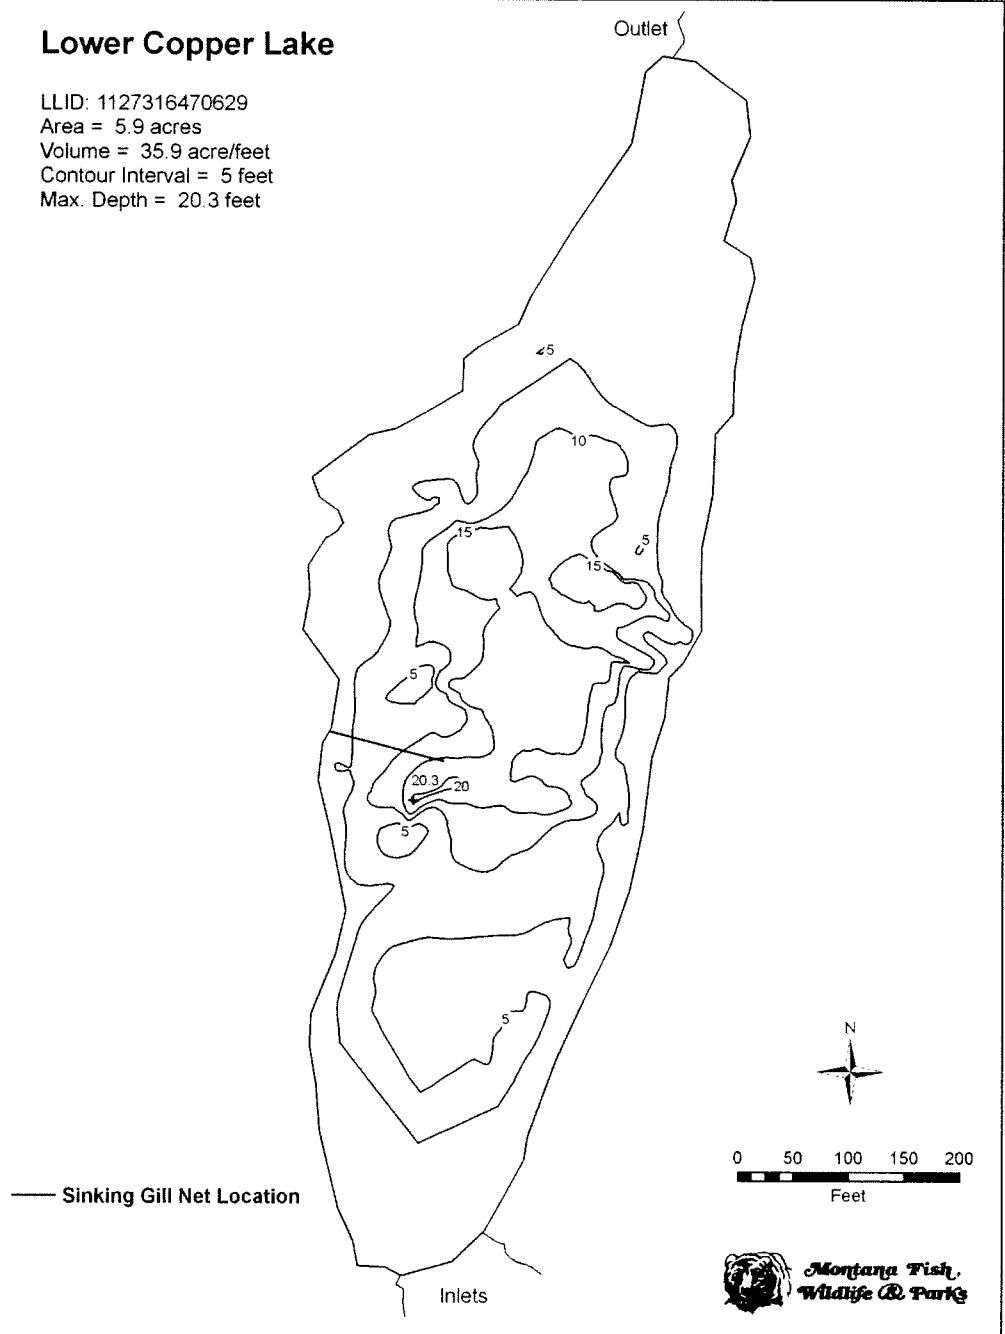 Outlet
Lower Copper Lake
LLID: 1127316470629
Area = 5.9 acres
Volume = 35.9 acre/feet
Contour Interval = 5 feet
Max. Depth = 20.3 feet
5
10
15
5
15
5
20.3
20
5
5
N
0 50 100 150 200
Feet
Sinking Gill Net Location
Inlets
Montana Fish,
Wildlife & Parks